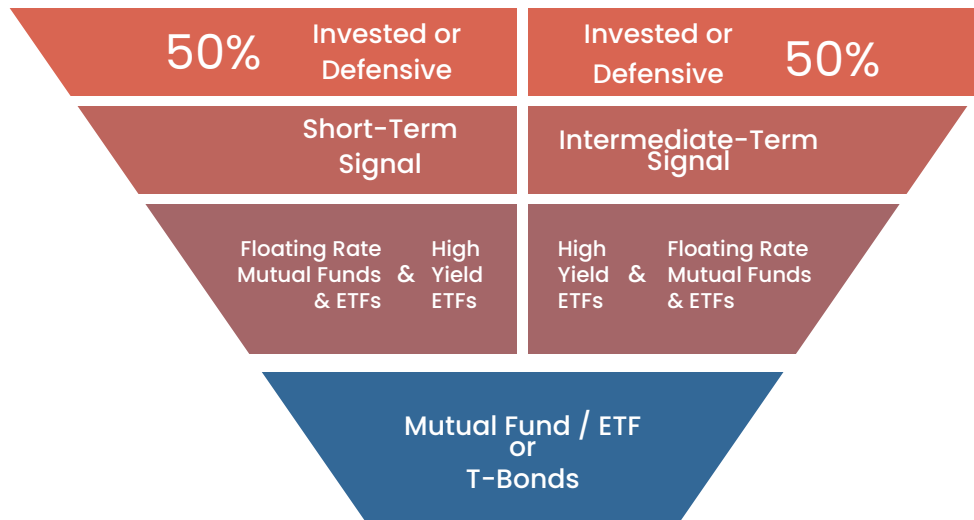 50%
Invested or
Defensive
Invested or
Defensive
50%
Short-Term
Signal
Intermediate-Term
Signal
Floating Rate
Mutual Funds
& ETFs
&
High
Yield
ETFs
High
Yield
ETFs
&
Floating Rate
Mutual Funds
& ETFs
Mutual Fund / ETF
or
T-Bonds